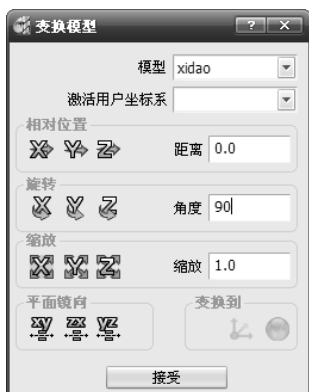 变换模型 ? X
模型 xidao
激活用户坐标系
相对位置
X Y Z 距离 0.0
旋转
X Y Z 角度 90
缩放
X Y Z 缩放 1.0
平面镜向 变换到
XY ZX YZ
接受